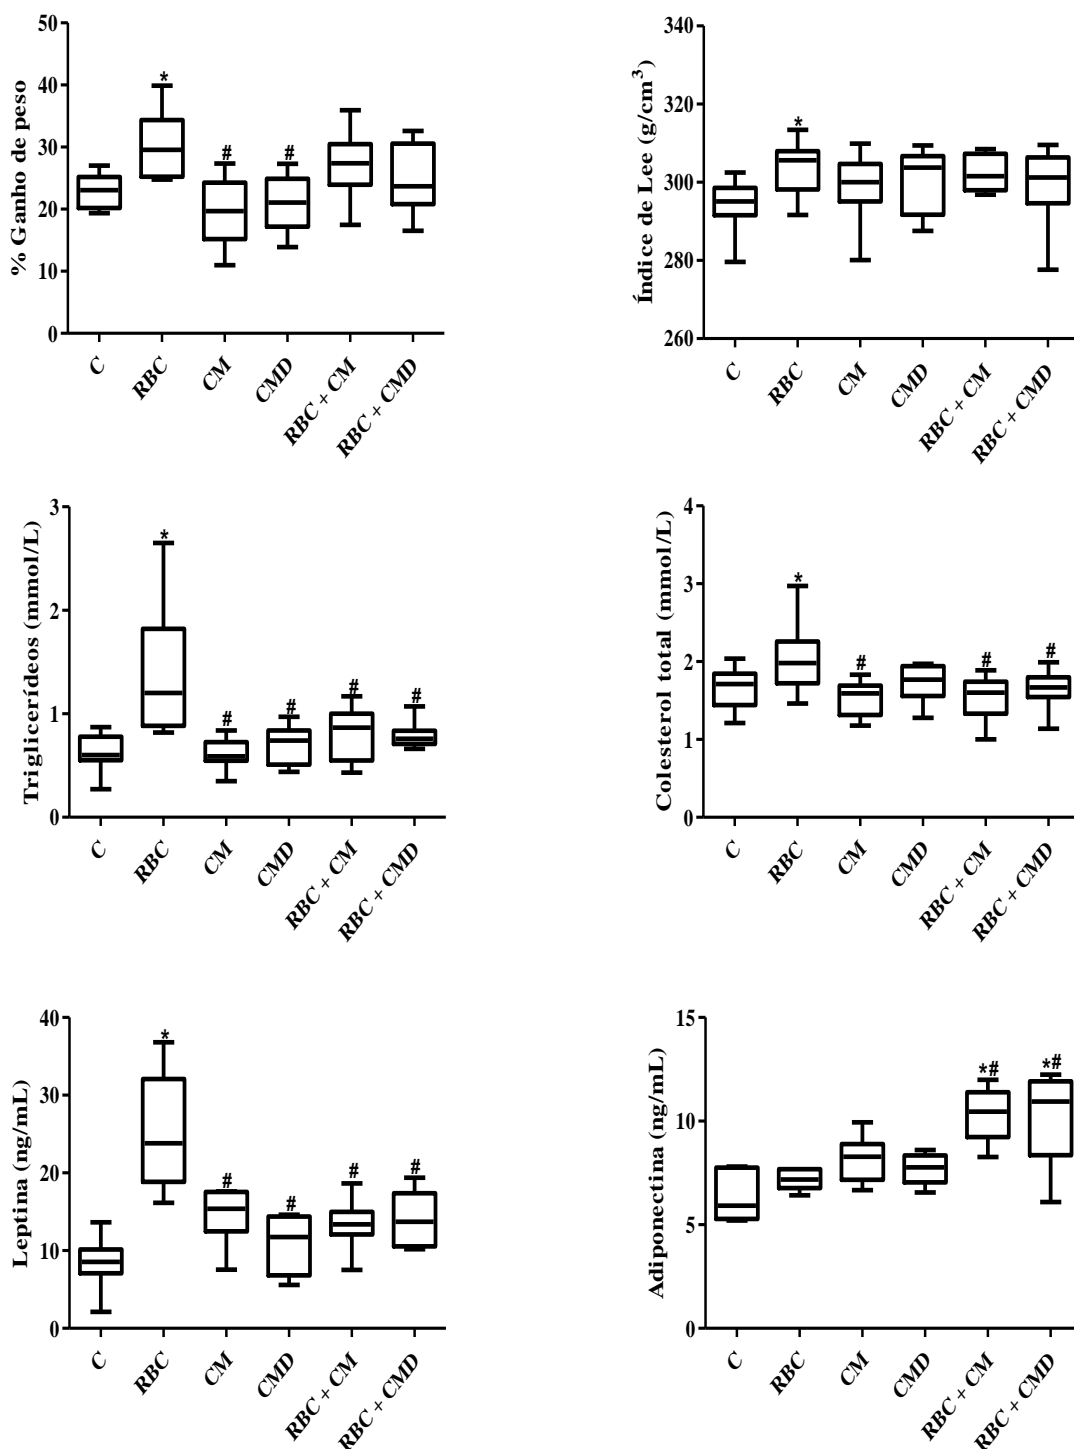 % Ganho de peso
50
40
30
20
10
0
*
#
#
C
RBC
CM
CMD
RBC + CM
RBC + CMD
Índice de Lee (g/cm³)
340
320
300
280
260
*
C
RBC
CM
CMD
RBC + CM
RBC + CMD
Triglicerídeos (mmol/L)
3
2
1
0
*
#
#
#
#
C
RBC
CM
CMD
RBC + CM
RBC + CMD
Colesterol total (mmol/L)
4
3
2
1
0
*
#
#
#
C
RBC
CM
CMD
RBC + CM
RBC + CMD
Leptina (ng/mL)
40
30
20
10
0
*
#
#
#
#
C
RBC
CM
CMD
RBC + CM
RBC + CMD
Adiponectina (ng/mL)
15
10
5
0
*#
*#
C
RBC
CM
CMD
RBC + CM
RBC + CMD